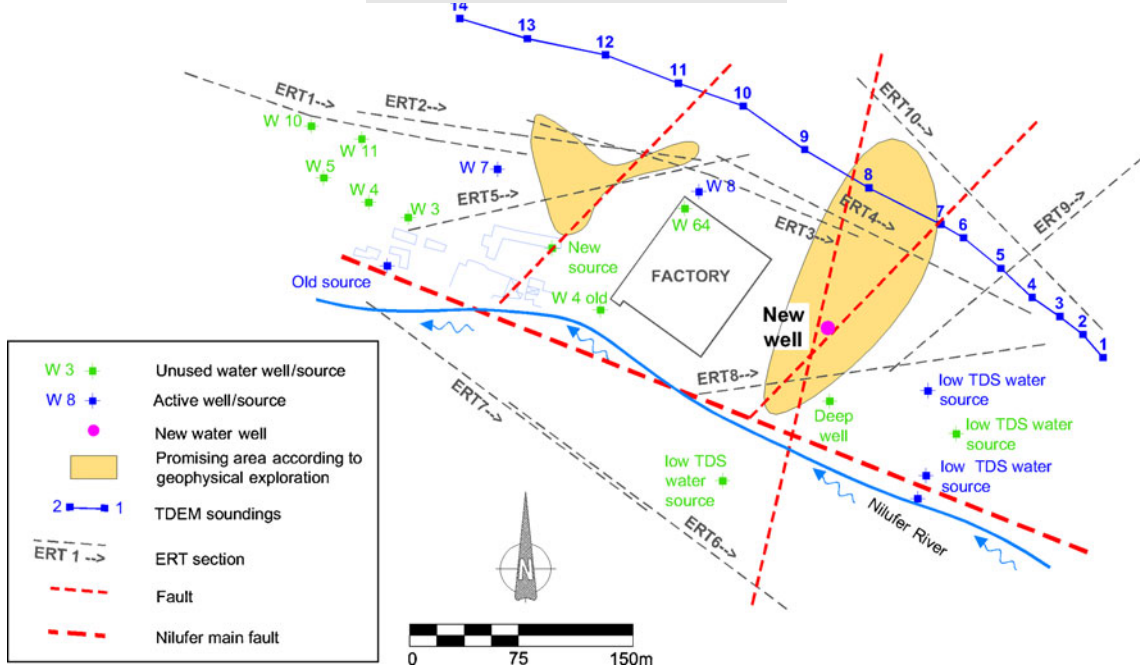 14
13
12
11
10
9
8
7
6
5
4
3
2
1
ERT1-->
ERT2-->
ERT10-->
W 10
W 11
W 7
W 5
W 8
ERT5-->
ERT4-->
ERT9-->
W 4
W 3
W 64
ERT3-->
New
source
FACTORY
Old source
W 4 old
New
well
ERT8-->
ERT7-->
low TDS water
source
Deep
well
low TDS water
source
low TDS
water
source
low TDS water
source
Nilufer River
ERT6-->
W 3
Unused water well/source
W 8
Active well/source
New water well
Promising area according to
geophysical exploration
2 1
TDEM soundings
ERT 1 -->
ERT section
Fault
Nilufer main fault
N
0 75 150m